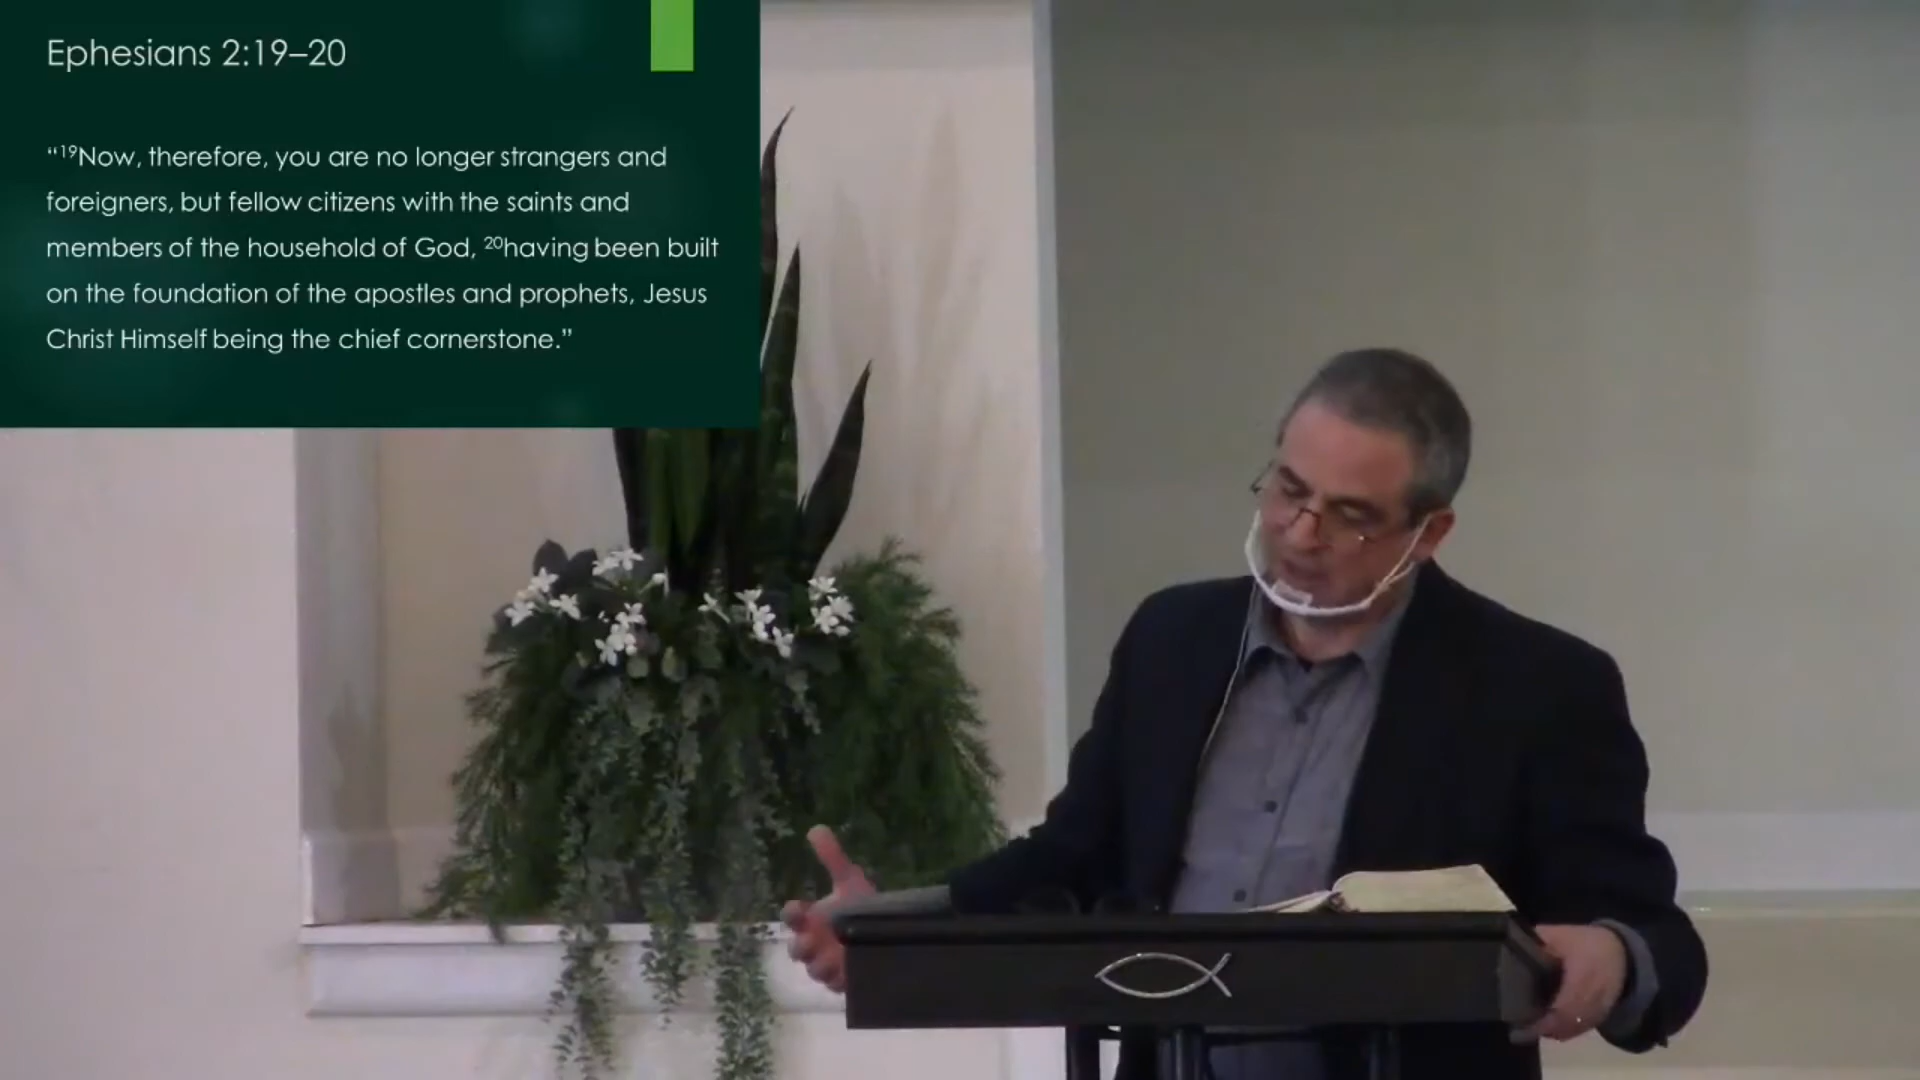 Ephesians 2:19–20
“¹⁹Now, therefore, you are no longer strangers and
foreigners, but fellow citizens with the saints and
members of the household of God, ²⁰having been built
on the foundation of the apostles and prophets, Jesus
Christ Himself being the chief cornerstone.”